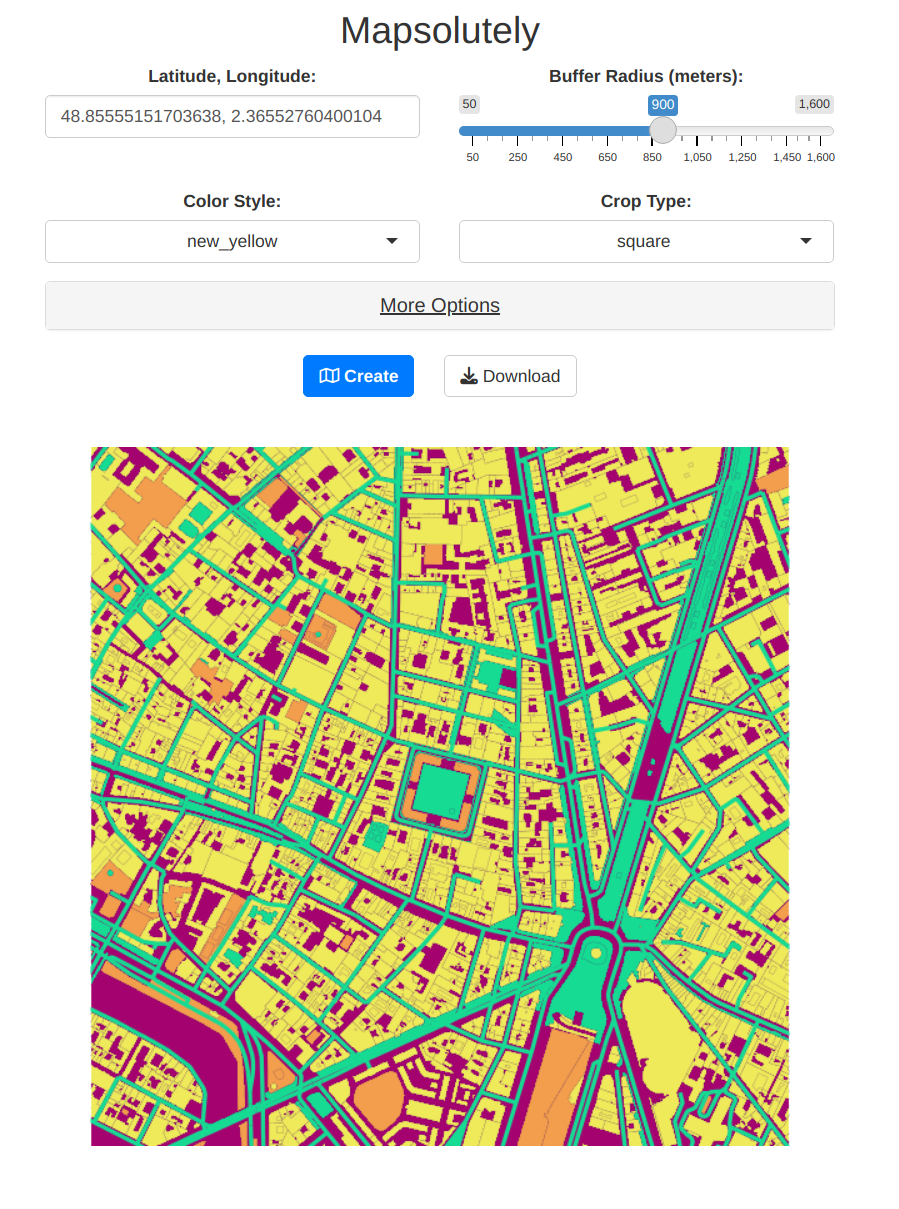 Mapsolutely
Latitude, Longitude:
Buffer Radius (meters):
48.85555151703638, 2.36552760400104
50 900 1,600
50 250 450 650 850 1,050 1,250 1,450 1,600
Color Style:
Crop Type:
new_yellow
square
More Options
Create
Download